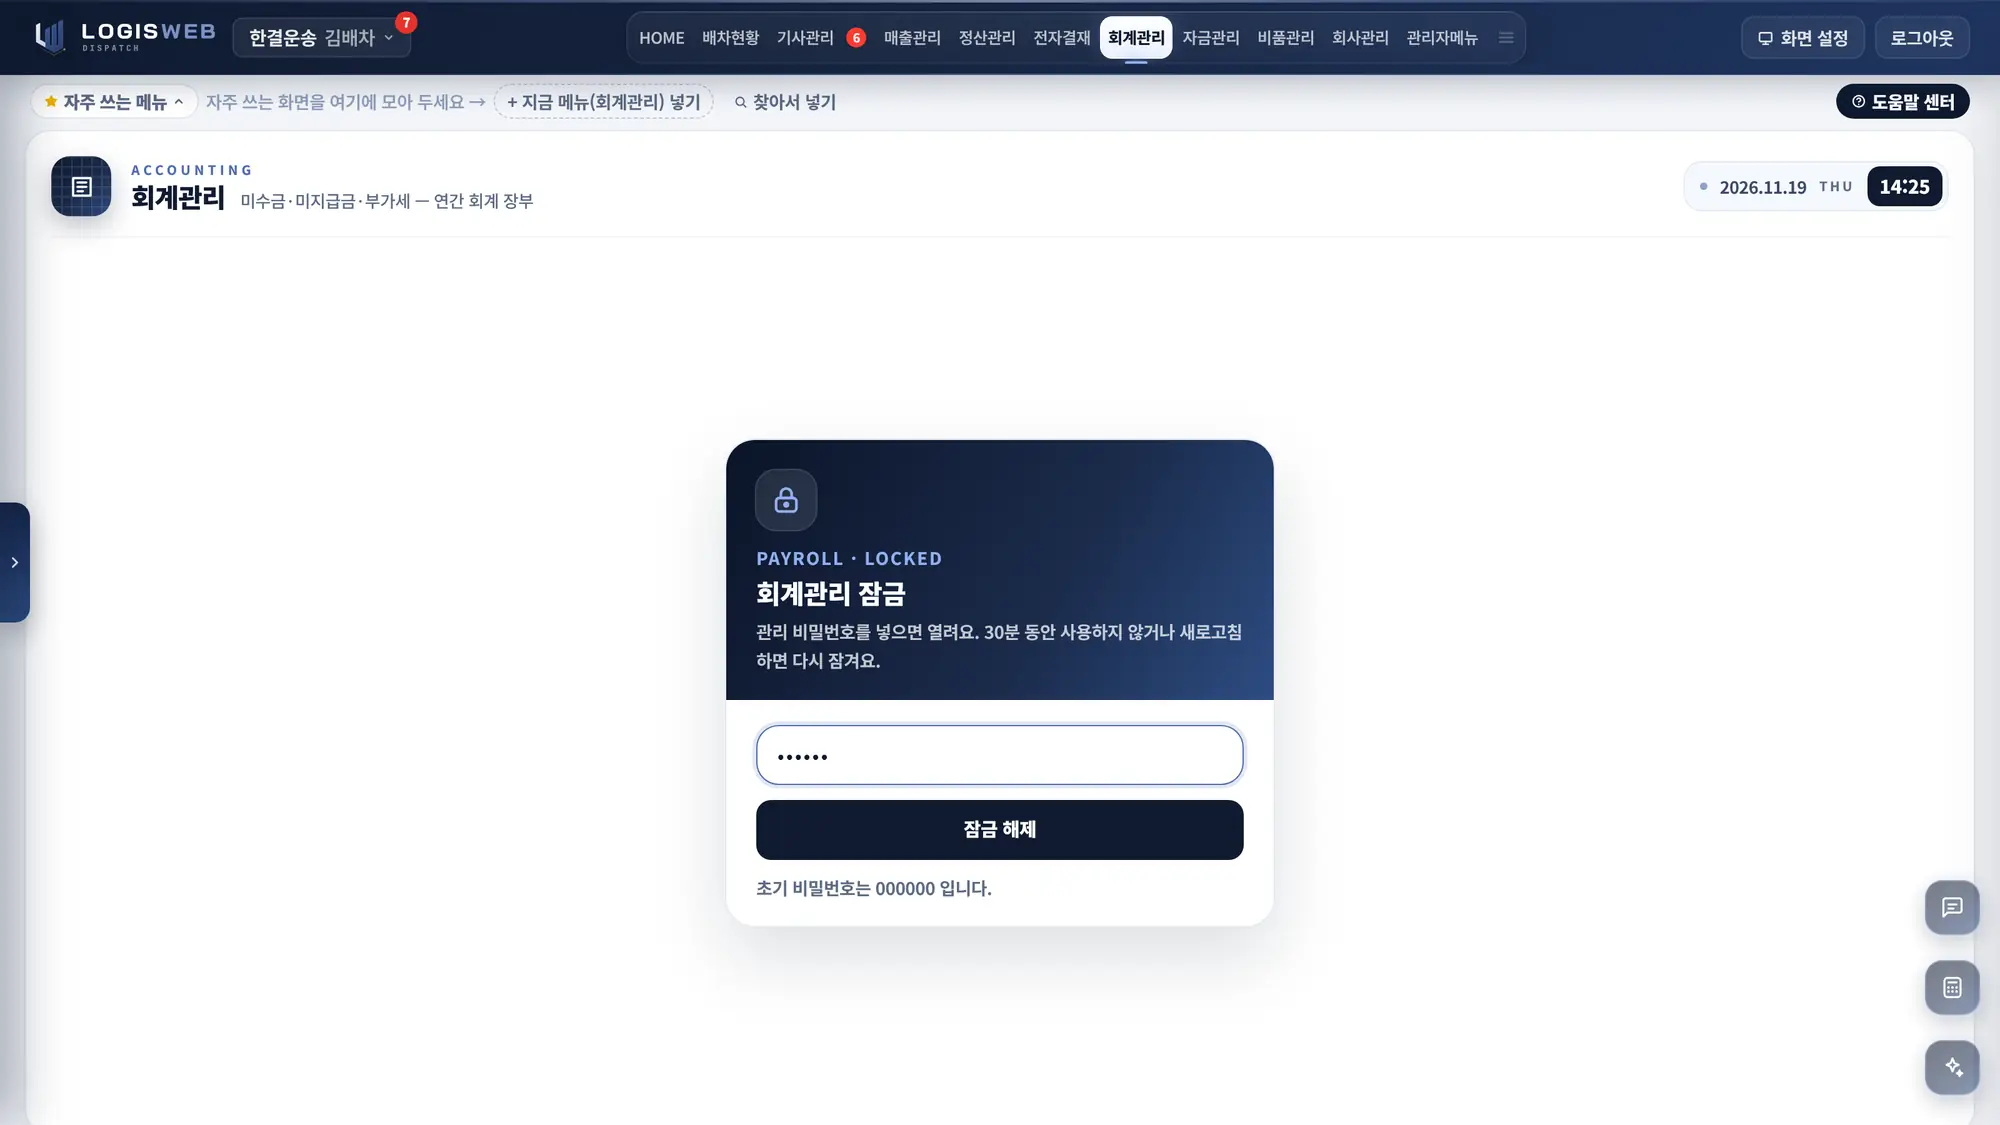 LOGISWEB
DISPATCH
한결운송 김배차
7
HOME
배차현황
기사관리 6
매출관리
정산관리
전자결재
회계관리
자금관리
비품관리
회사관리
관리자메뉴
화면 설정
로그아웃
자주 쓰는 메뉴
자주 쓰는 화면을 여기에 모아 두세요 →
+ 지금 메뉴(회계관리) 넣기
찾아서 넣기
도움말 센터
ACCOUNTING
회계관리 미수금·미지급금·부가세 — 연간 회계 장부
2026.11.19 THU 14:25
PAYROLL · LOCKED
회계관리 잠금
관리 비밀번호를 넣으면 열려요. 30분 동안 사용하지 않거나 새로고침
하면 다시 잠겨요.
••••••
잠금 해제
초기 비밀번호는 000000 입니다.